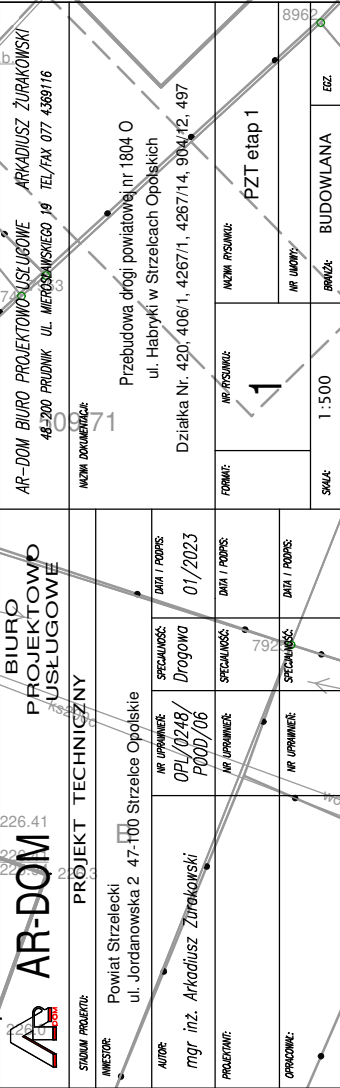 AR-DOM
BIURO
PROJEKTOWO
USŁUGOWE
AR-DOM BIURO PROJEKTOWO USŁUGOWE ARKADIUSZ ŻURAKOWSKI
48-200 PRUDNIK UL. MIEROSŁAWSKIEGO 19 TEL/FAX 077 4369116
STADIUM PROJEKTU:
PROJEKT TECHNICZNY
NAZWA DOKUMENTACJI:
INWESTOR:
Powiat Strzelecki
ul. Jordanowska 2 47-100 Strzelce Opolskie
Przebudowa drogi powiatowej nr 1804 O
ul. Habryki w Strzelcach Opolskich
Działka Nr. 420, 406/1, 4267/1, 4267/14, 904/12, 497
AUTOR:
mgr inż. Arkadiusz Żurakowski
NR UPRAWNIEŃ:
OPL/0248/
POOD/06
SPECJALNOŚĆ:
Drogowa
DATA I PODPIS:
01/2023
PROJEKTANT:
NR UPRAWNIEŃ:
SPECJALNOŚĆ:
DATA I PODPIS:
FORMAT:
NR RYSUNKU:
1
NAZWA RYSUNKU:
PZT etap 1
OPRACOWAŁ:
NR UPRAWNIEŃ:
SPECJALNOŚĆ:
DATA I PODPIS:
NR UMOWY:
SKALA:
1:500
BRANŻA:
BUDOWLANA
EGZ.
226.41
226.3
8962
B